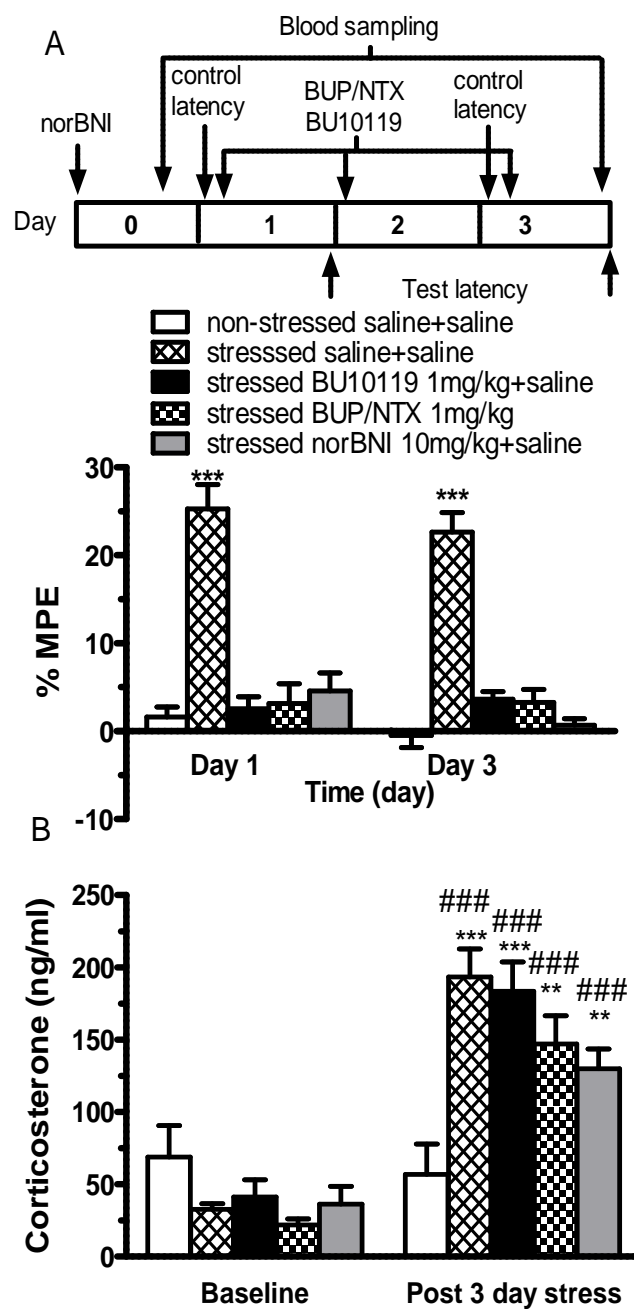 A
Blood sampling
control latency
BUP/NTX BU10119
control latency
norBNI
Day 0 1 2 3
Test latency
non-stressed saline+saline
stresssed saline+saline
stressed BU10119 1mg/kg+saline
stressed BUP/NTX 1mg/kg
stressed norBNI 10mg/kg+saline
30
20
10
0
-10
% MPE
*** ***
Day 1 Day 3
Time (day)
B
250
200
150
100
50
0
Corticosterone (ng/ml)
### ### ### ###
*** *** ** **
Baseline Post 3 day stress